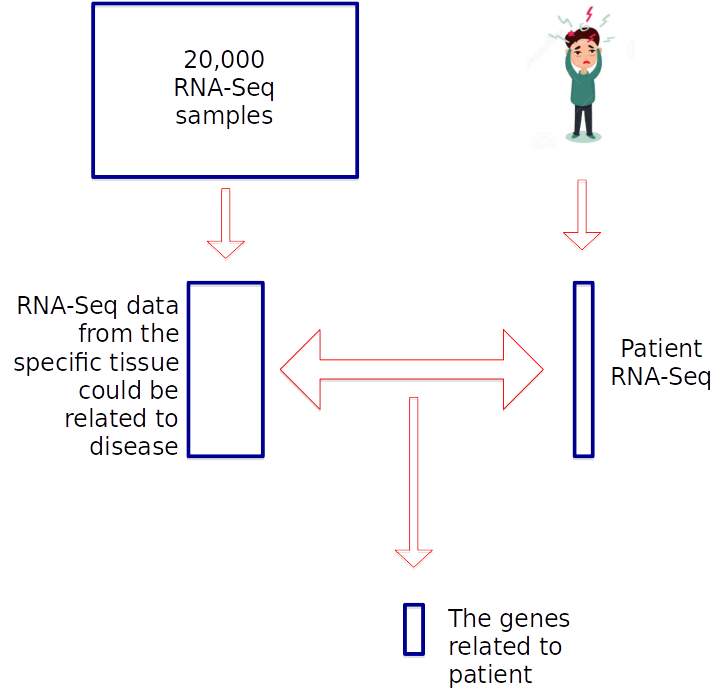 20,000
RNA-Seq
samples
RNA-Seq data
from the
specific tissue
could be
related to
disease
Patient
RNA-Seq
The genes
related to
patient